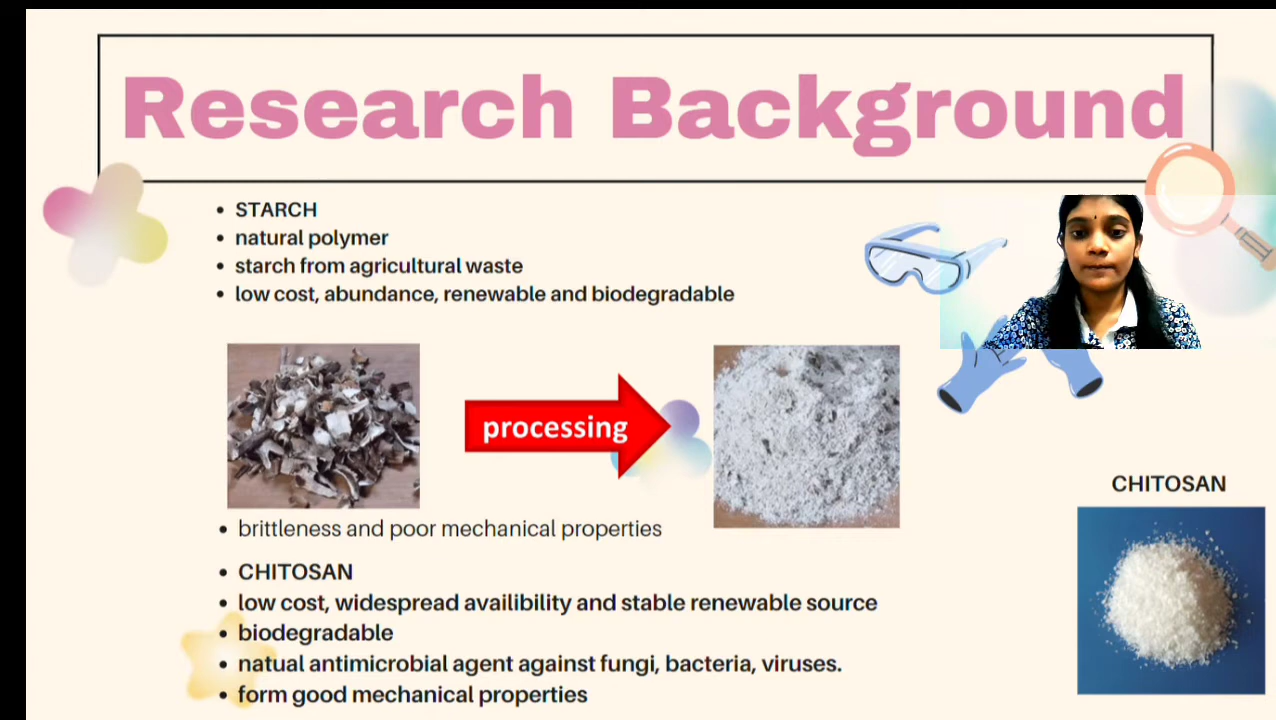 Research Background
STARCH
natural polymer
starch from agricultural waste
low cost, abundance, renewable and biodegradable
processing
brittleness and poor mechanical properties
CHITOSAN
CHITOSAN
low cost, widespread availibility and stable renewable source
biodegradable
natual antimicrobial agent against fungi, bacteria, viruses.
form good mechanical properties